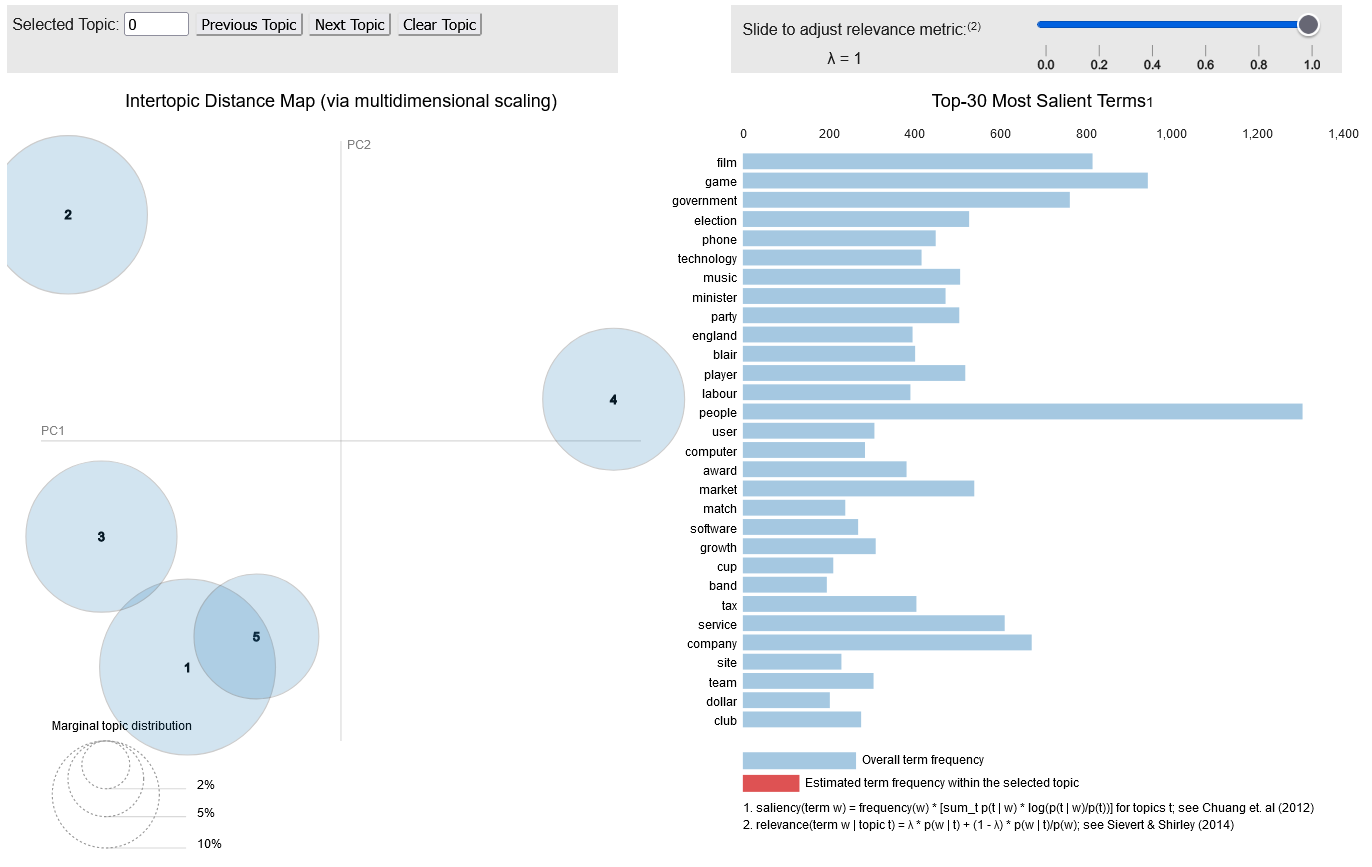 Selected Topic: 0 Previous Topic Next Topic Clear Topic
Slide to adjust relevance metric:(2)
λ = 1
0.0 0.2 0.4 0.6 0.8 1.0
Intertopic Distance Map (via multidimensional scaling)
PC2
PC1
2
4
3
5
1
Marginal topic distribution
2%
5%
10%
Top-30 Most Salient Terms1
0 200 400 600 800 1,000 1,200 1,400
film
game
government
election
phone
technology
music
minister
party
england
blair
player
labour
people
user
computer
award
market
match
software
growth
cup
band
tax
service
company
site
team
dollar
club
Overall term frequency
Estimated term frequency within the selected topic
1. saliency(term w) = frequency(w) * [sum_t p(t | w) * log(p(t | w)/p(t))] for topics t; see Chuang et. al (2012)
2. relevance(term w | topic t) = λ * p(w | t) + (1 - λ) * p(w | t)/p(w); see Sievert & Shirley (2014)